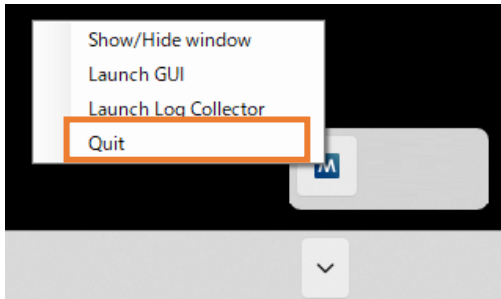 Show/Hide window
Launch GUI
Launch Log Collector
Quit
M